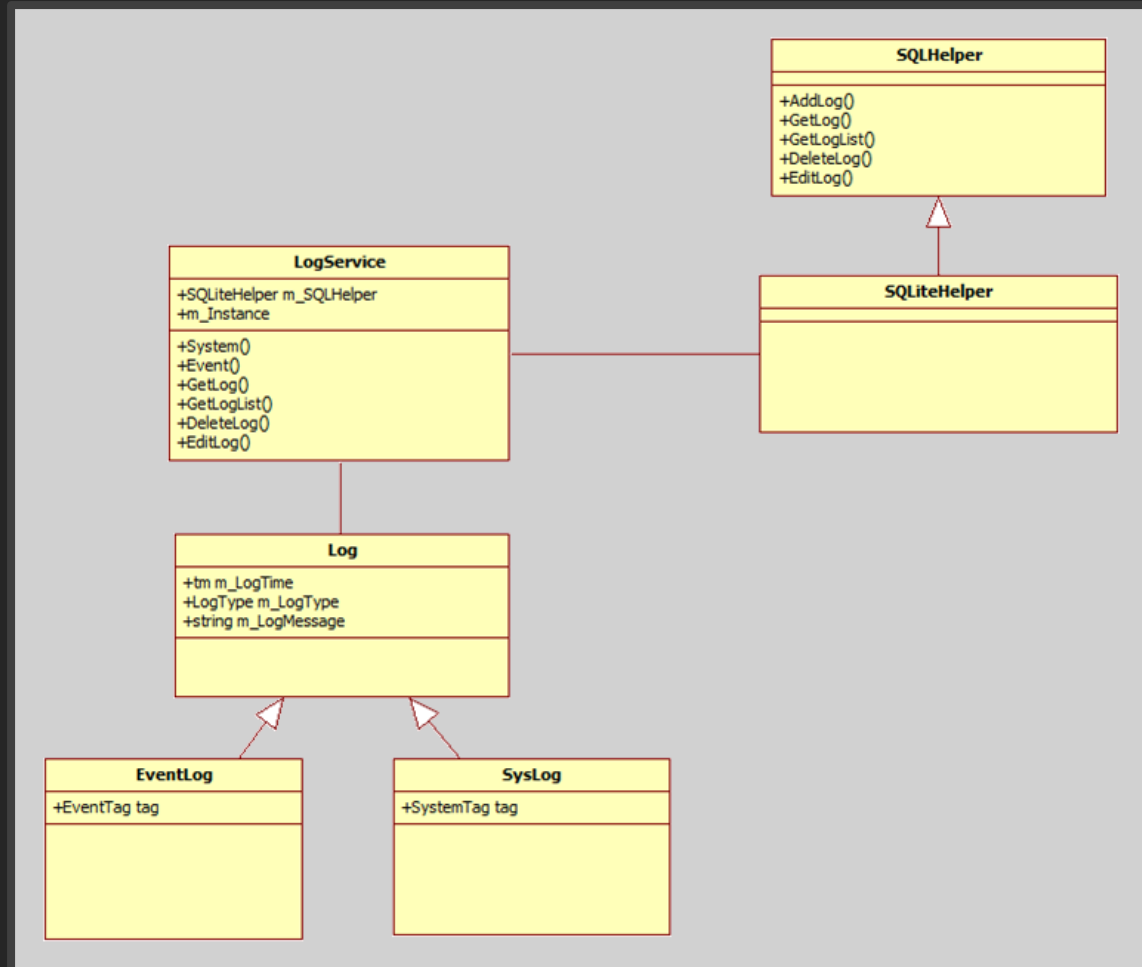 SQLHelper
+AddLog()
+GetLog()
+GetLogList()
+DeleteLog()
+EditLog()
LogService
+SQLiteHelper m_SQLHelper
+m_Instance
+System()
+Event()
+GetLog()
+GetLogList()
+DeleteLog()
+EditLog()
SQLiteHelper
Log
+tm m_LogTime
+LogType m_LogType
+string m_LogMessage
EventLog
+EventTag tag
SysLog
+SystemTag tag